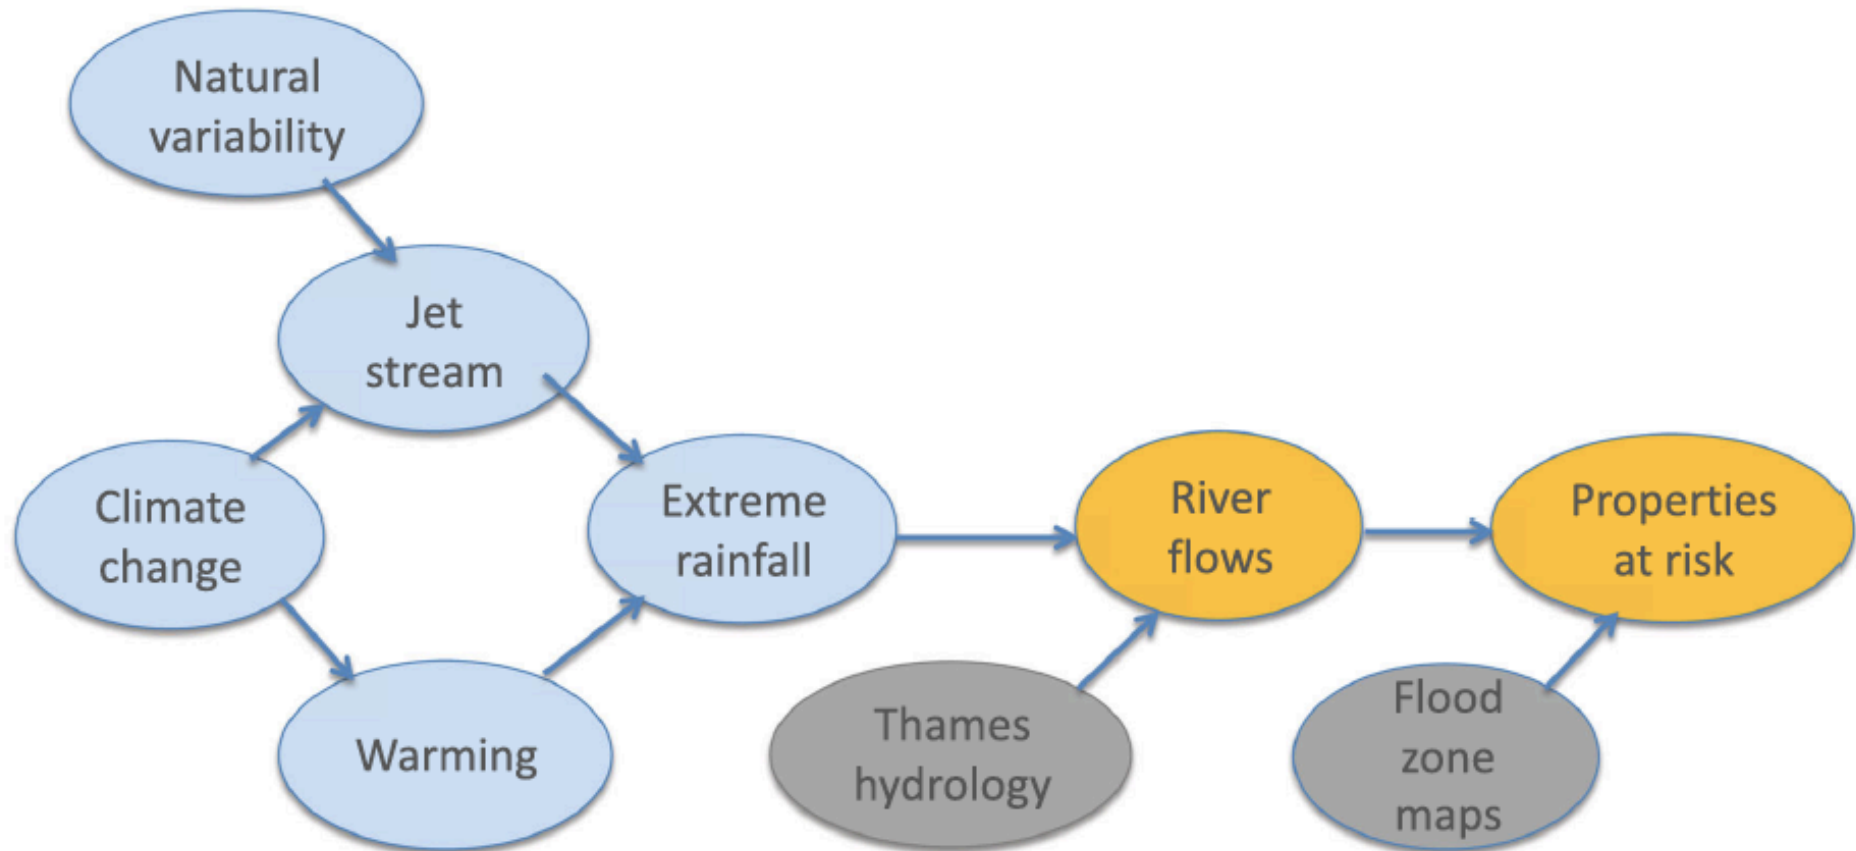 Natural
variability
Jet
stream
Climate
change
Extreme
rainfall
River
flows
Properties
at risk
Warming
Thames
hydrology
Flood
zone
maps